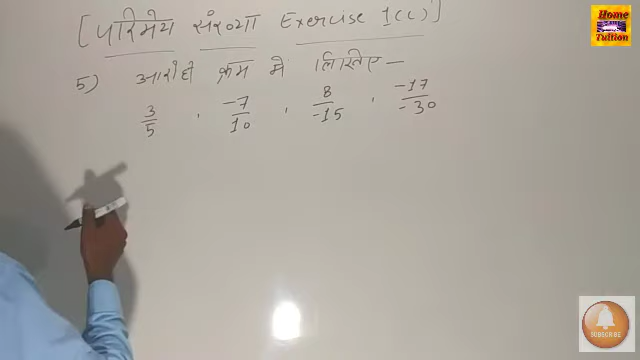 [परिमेय संख्या Exercise 1(c)]
5) आरोही क्रम में लिखिए-
3/5 , -7/10 , 8/-15 , -17/-30
Home
Tuition
SUBSCRIBE